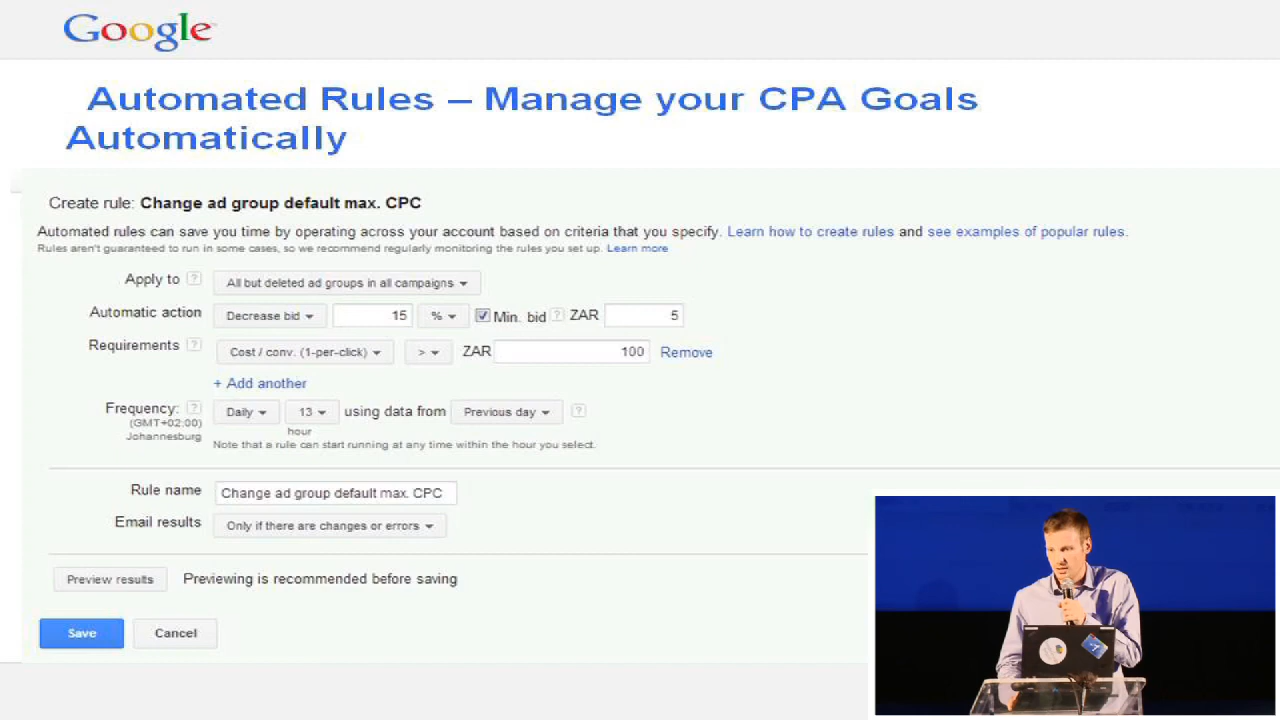 Google
Automated Rules – Manage your CPA Goals
Automatically
Create rule: Change ad group default max. CPC
Automated rules can save you time by operating across your account based on criteria that you specify. Learn how to create rules and see examples of popular rules.
Rules aren't guaranteed to run in some cases, so we recommend regularly monitoring the rules you set up. Learn more
Apply to ? All but deleted ad groups in all campaigns
Automatic action Decrease bid 15 % Min. bid ? ZAR 5
Requirements ? Cost / conv. (1-per-click) > ZAR 100 Remove
+ Add another
Frequency: ? Daily 13 using data from Previous day ?
(GMT+02:00)
hour
Johannesburg
Note that a rule can start running at any time within the hour you select.
Rule name Change ad group default max. CPC
Email results Only if there are changes or errors
Preview results Previewing is recommended before saving
Save Cancel